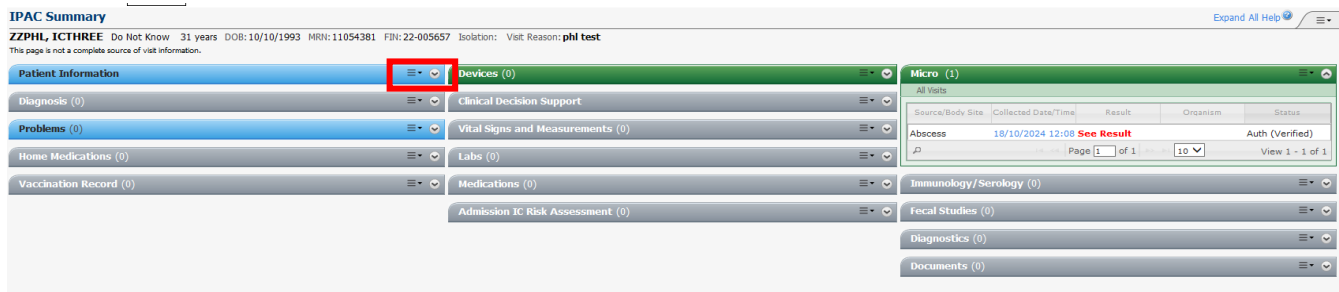 IPAC Summary
Expand All Help
ZZPHL, ICTHREE Do Not Know 31 years DOB:10/10/1993 MRN:11054381 FIN:22-005657 Isolation: Visit Reason: phl test
This page is not a complete source of visit information.
Patient Information
Diagnosis (0)
Problems (0)
Home Medications (0)
Vaccination Record (0)
Devices (0)
Clinical Decision Support
Vital Signs and Measurements (0)
Labs (0)
Medications (0)
Admission IC Risk Assessment (0)
Micro (1)
All Visits
Source/Body Site Collected Date/Time Result Organism Status
Abscess 18/10/2024 12:08 See Result Auth (Verified)
Page 1 of 1 10 View 1 - 1 of 1
Immunology/Serology (0)
Fecal Studies (0)
Diagnostics (0)
Documents (0)